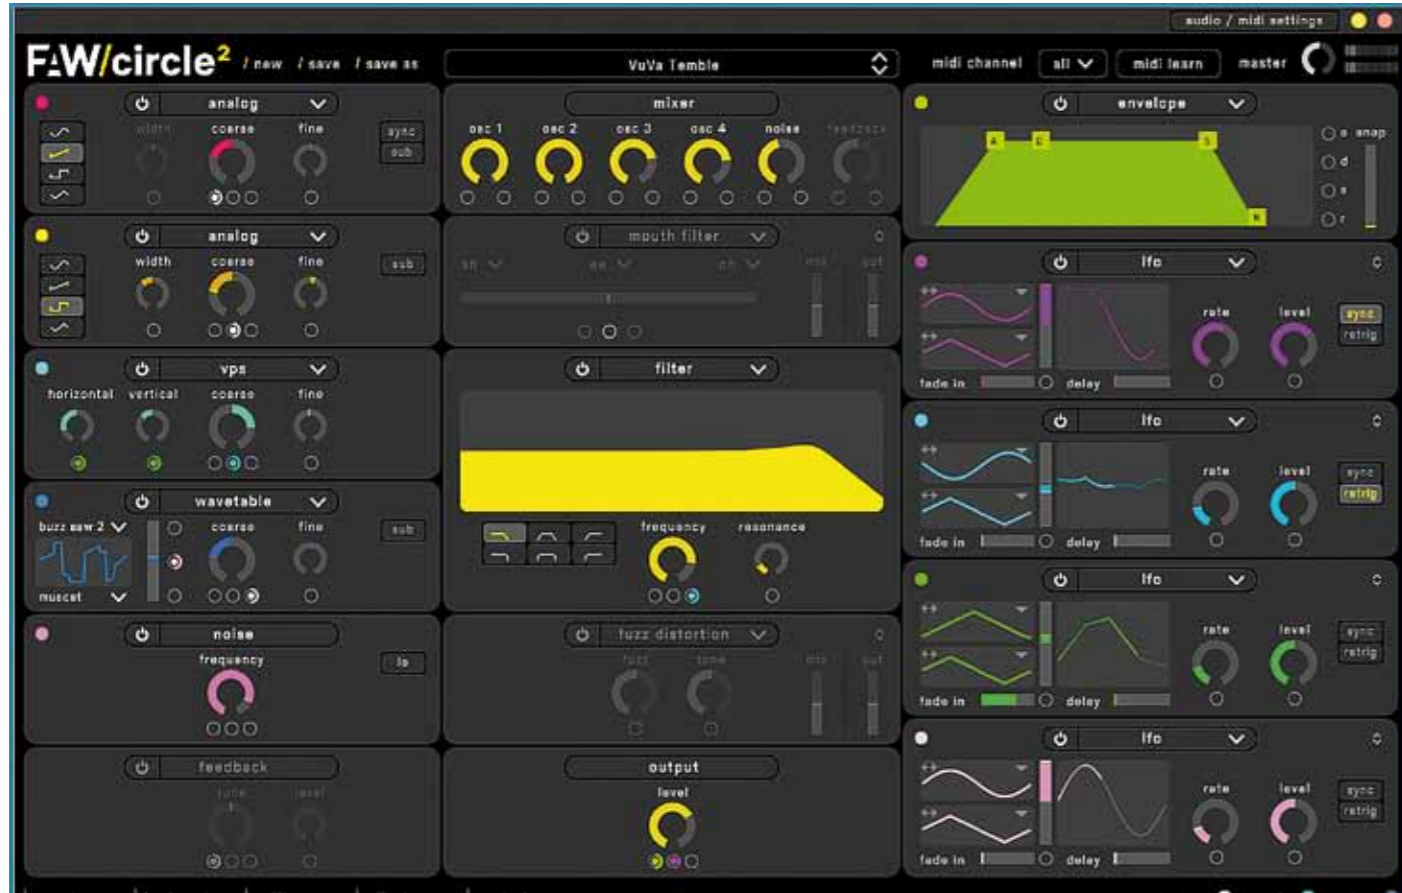 audio / midi settings
FAW/circle² / new / save / save as
VuVa Temble
midi channel all midi learn master
analog
width coarse fine sync
sub
analog
width coarse fine sub
vps
horizontal vertical coarse fine
wavetable
buzz saw 2 coarse fine sub
muscat
noise
frequency lo
feedback
tune level
mixer
osc 1 osc 2 osc 3 osc 4 noise feedback
mouth filter
oh ee oh mix out
filter
frequency resonance
fuzz distortion
fuzz tone mix out
output
level
envelope
A D S R
a snap
d
s
r
lfo
rate level sync
retrig
fade in delay
lfo
rate level sync
retrig
fade in delay
lfo
rate level sync
retrig
fade in delay
lfo
rate level sync
retrig
fade in delay